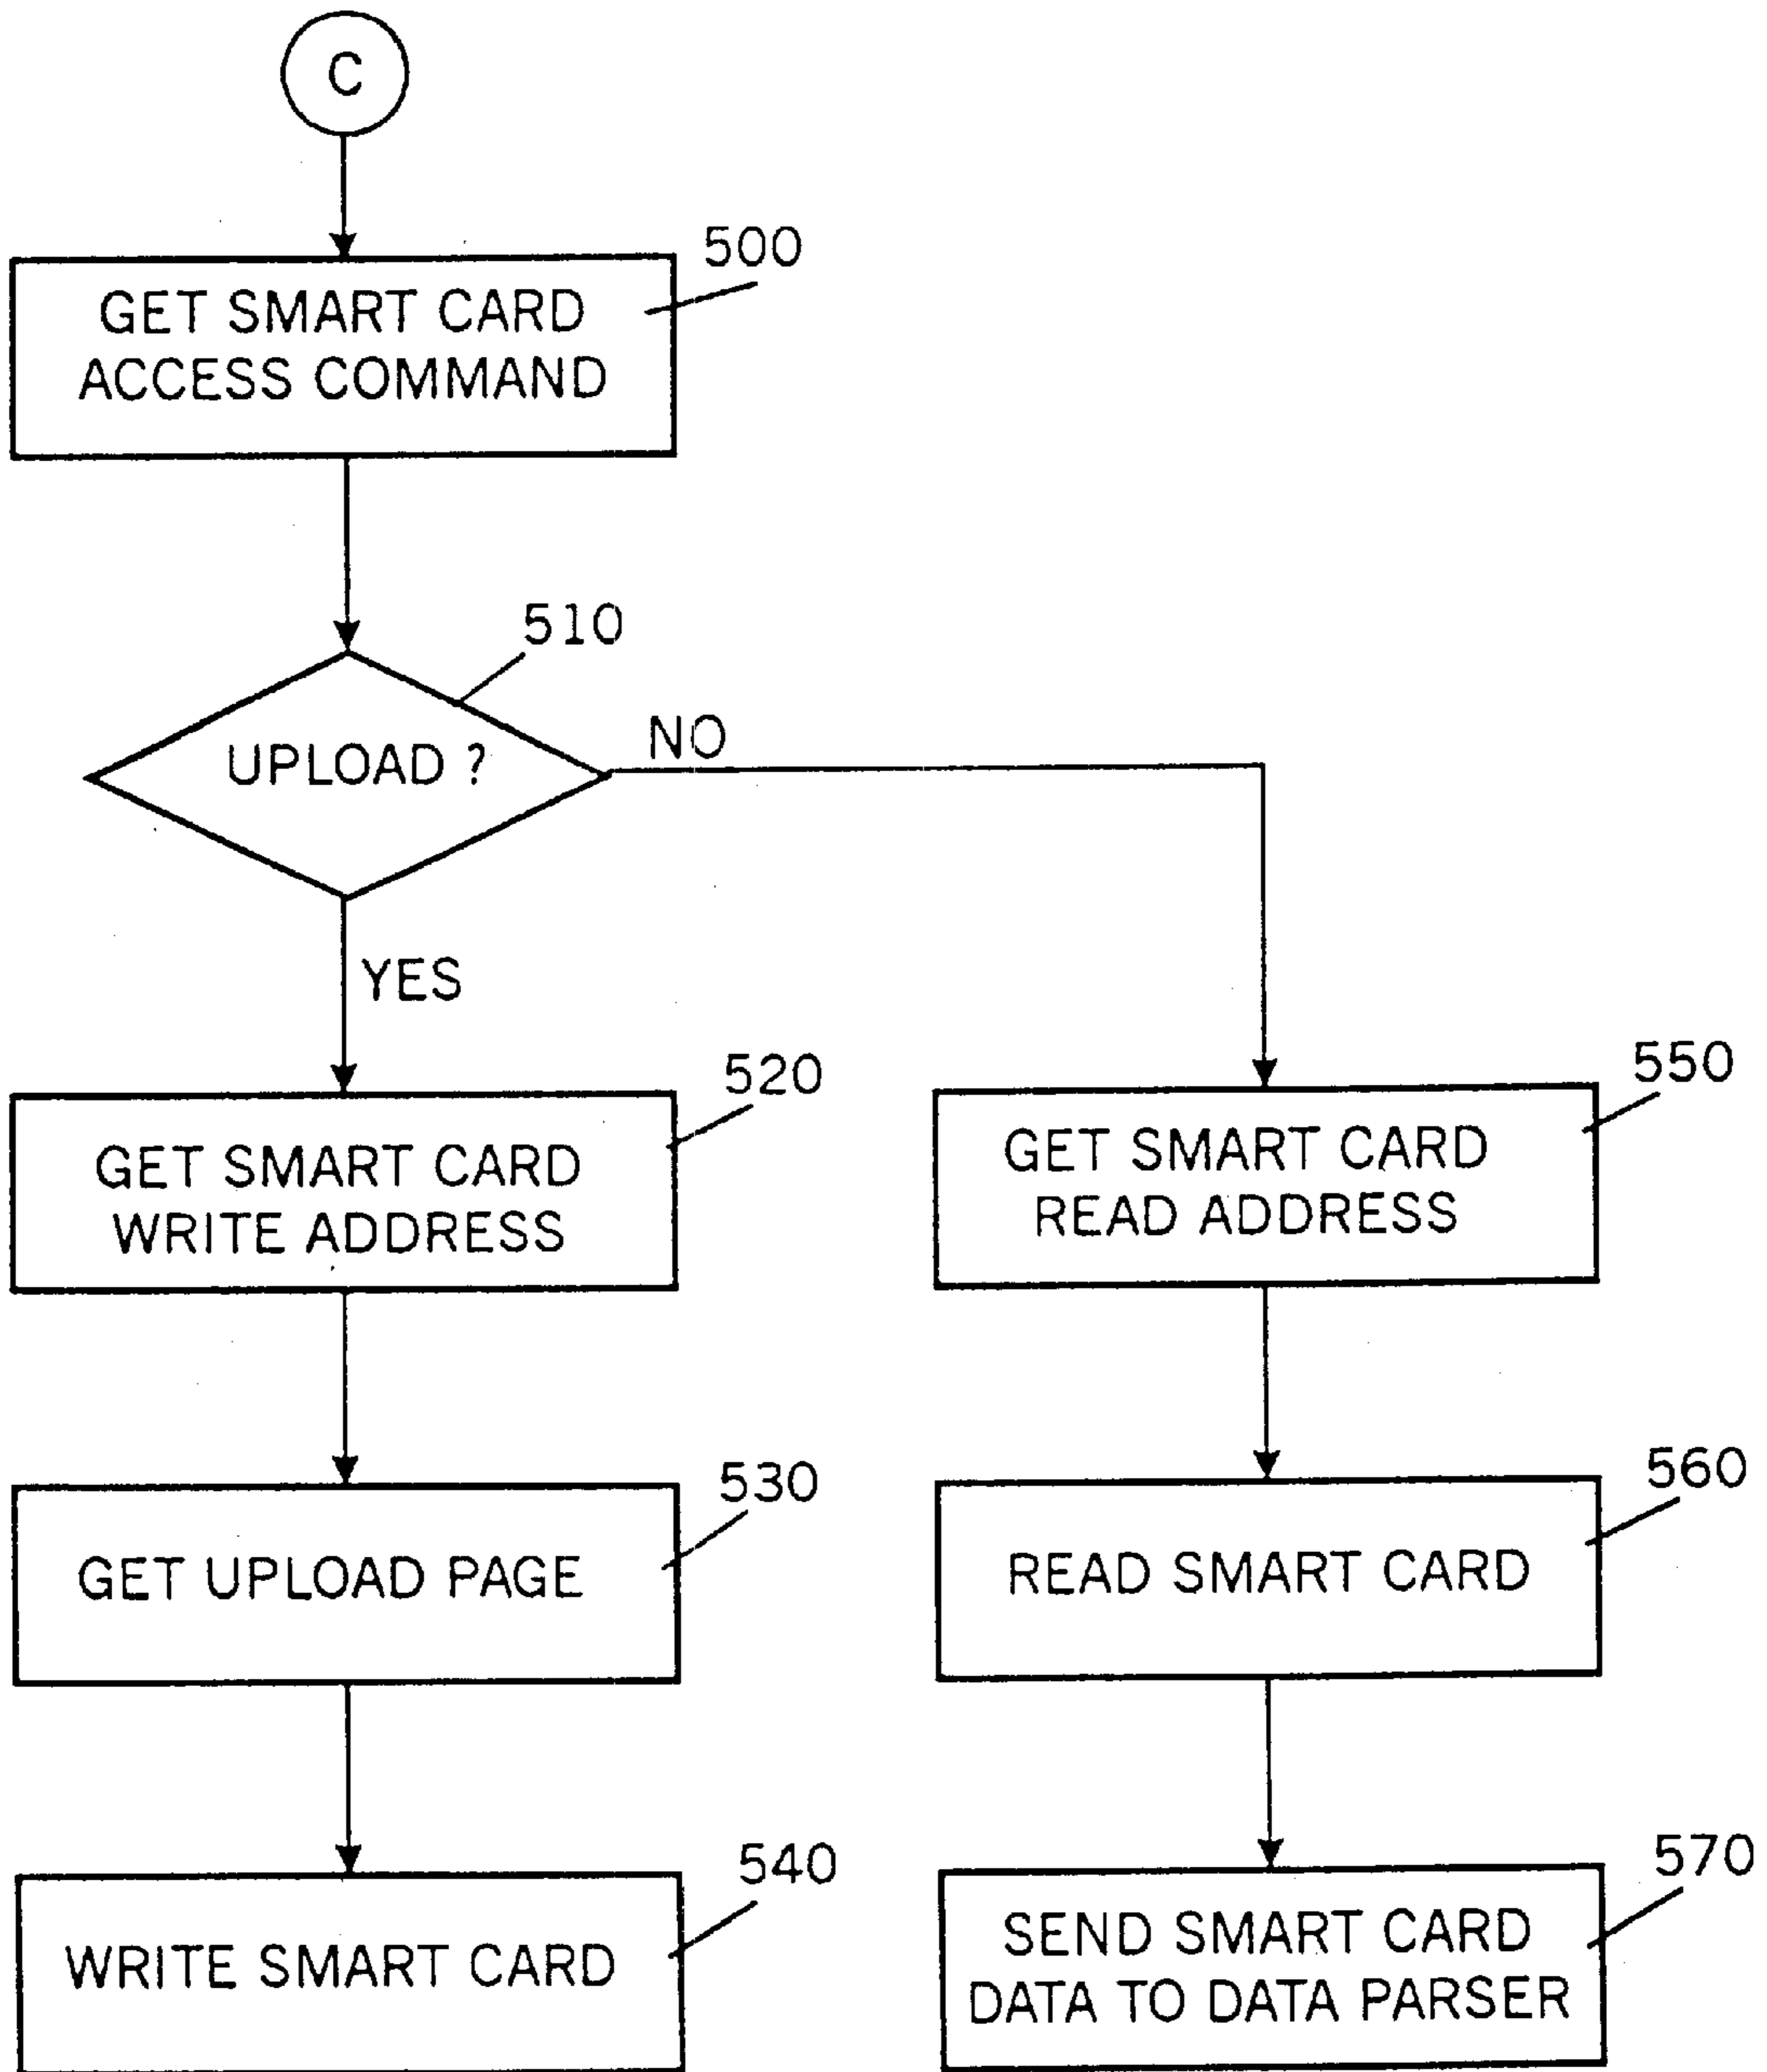 C
500
GET SMART CARD
ACCESS COMMAND
510
UPLOAD ?
NO
YES
520
GET SMART CARD
WRITE ADDRESS
550
GET SMART CARD
READ ADDRESS
530
GET UPLOAD PAGE
560
READ SMART CARD
540
WRITE SMART CARD
570
SEND SMART CARD
DATA TO DATA PARSER